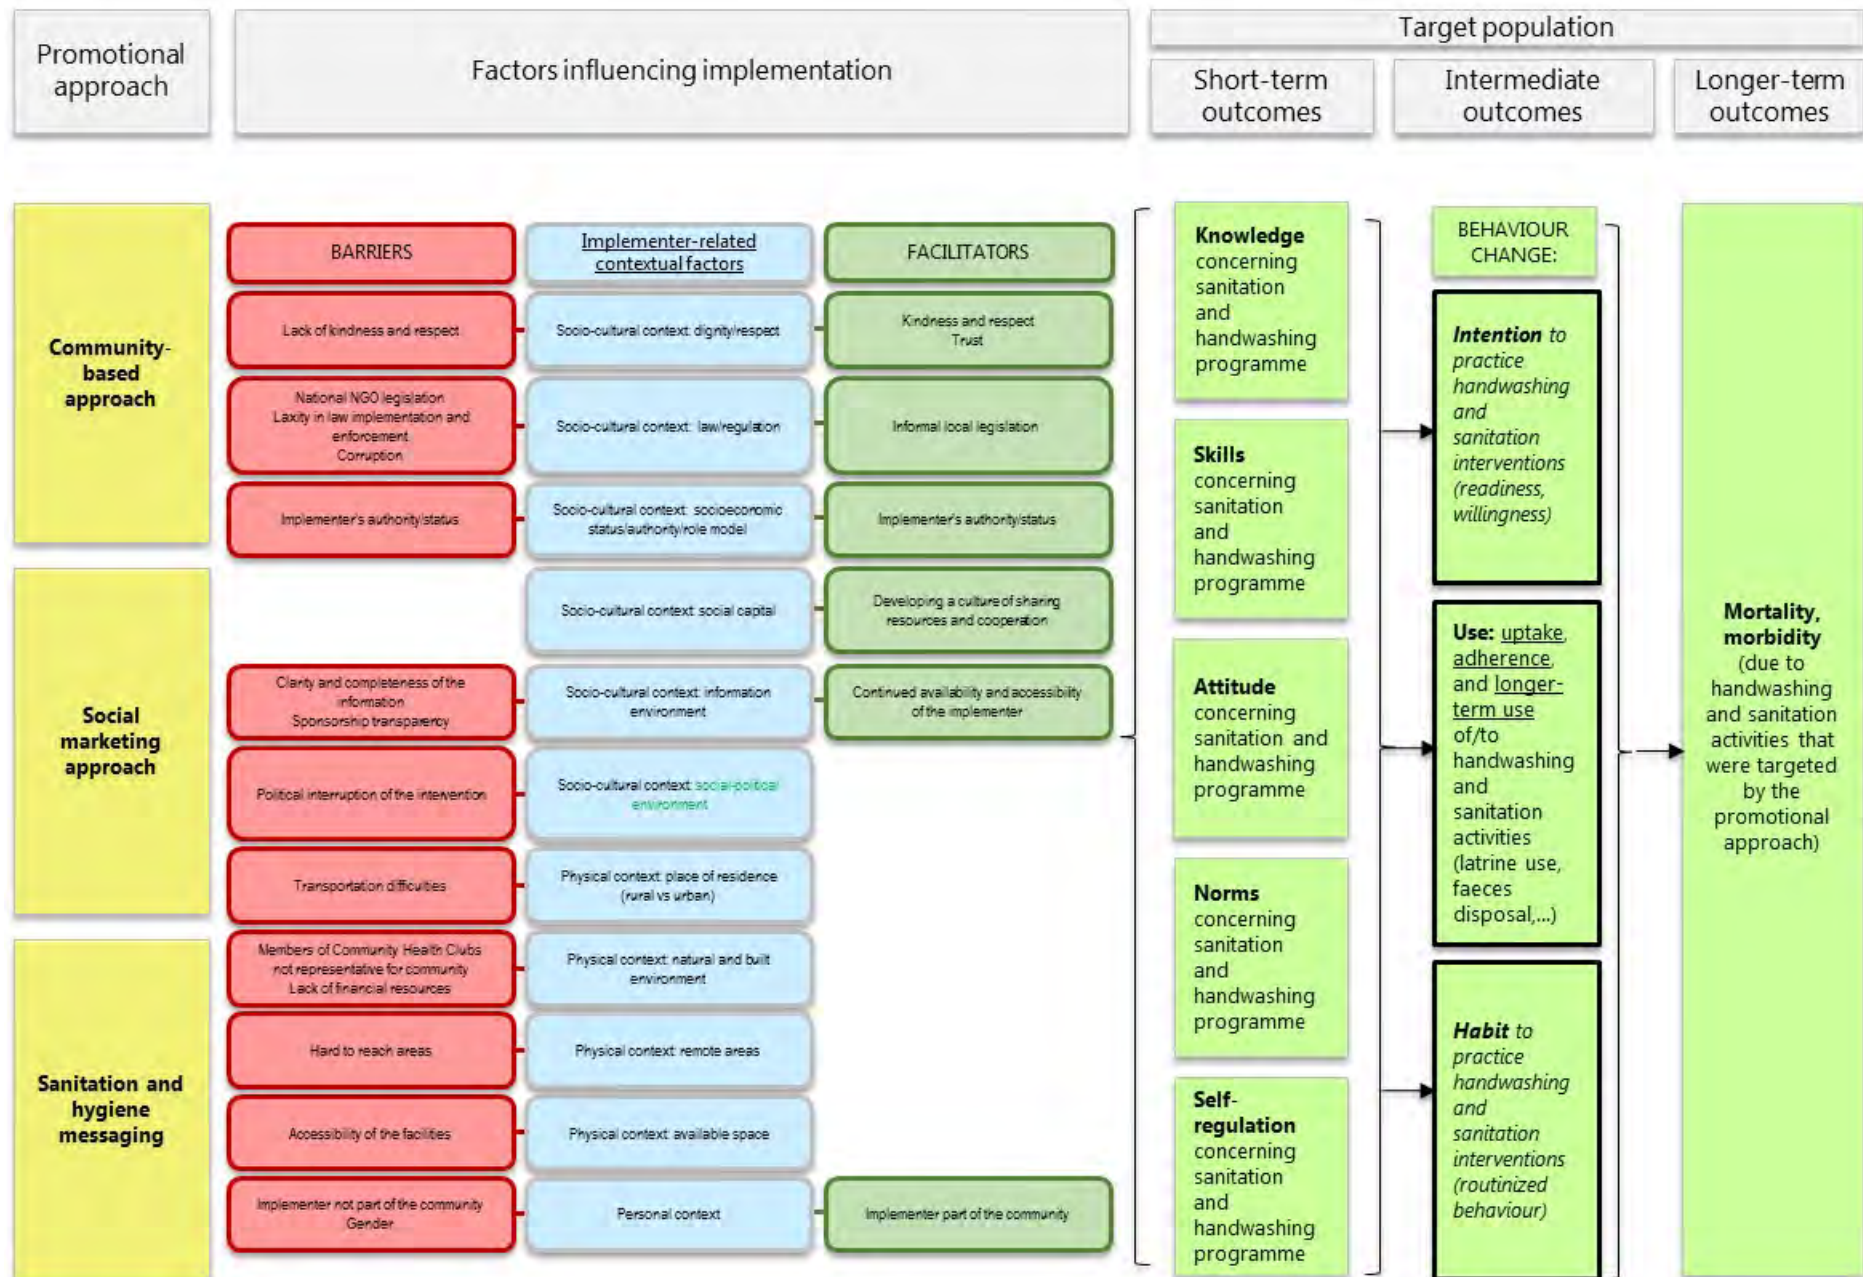 Promotional
approach
Factors influencing implementation
Target population
Short-term
outcomes
Intermediate
outcomes
Longer-term
outcomes
Community-
based
approach
Social
marketing
approach
Sanitation and
hygiene
messaging
BARRIERS
Implementer-related
contextual factors
FACILITATORS
Lack of kindness and respect
Socio-cultural context: dignity/respect
Kindness and respect
Trust
National NGO legislation
Laxity in law implementation and
enforcement
Corruption
Socio-cultural context: law/regulation
Informal local legislation
Implementer's authority/status
Socio-cultural context: socioeconomic
status/authority/role model
Implementer's authority/status
Socio-cultural context: social capital
Developing a culture of sharing
resources and cooperation
Clarity and completeness of the
information
Sponsorship transparency
Socio-cultural context: information
environment
Continued availability and accessibility
of the implementer
Political interruption of the intervention
Socio-cultural context: social-political
environment
Transportation difficulties
Physical context: place of residence
(rural vs urban)
Members of Community Health Clubs
not representative for community
Lack of financial resources
Physical context: natural and built
environment
Hard to reach areas
Physical context: remote areas
Accessibility of the facilities
Physical context: available space
Implementer not part of the community
Gender
Personal context
Implementer part of the community
Knowledge
concerning
sanitation
and
handwashing
programme
Skills
concerning
sanitation
and
handwashing
programme
Attitude
concerning
sanitation and
handwashing
programme
Norms
concerning
sanitation
and
handwashing
programme
Self-
regulation
concerning
sanitation
and
handwashing
programme
BEHAVIOUR
CHANGE:
Intention to
practice
handwashing
and
sanitation
interventions
(readiness,
willingness)
Use: uptake,
adherence,
and longer-
term use
of/to
handwashing
and
sanitation
activities
(latrine use,
faeces
disposal,...)
Habit to
practice
handwashing
and
sanitation
interventions
(routinized
behaviour)
Mortality,
morbidity
(due to
handwashing
and sanitation
activities that
were targeted
by the
promotional
approach)